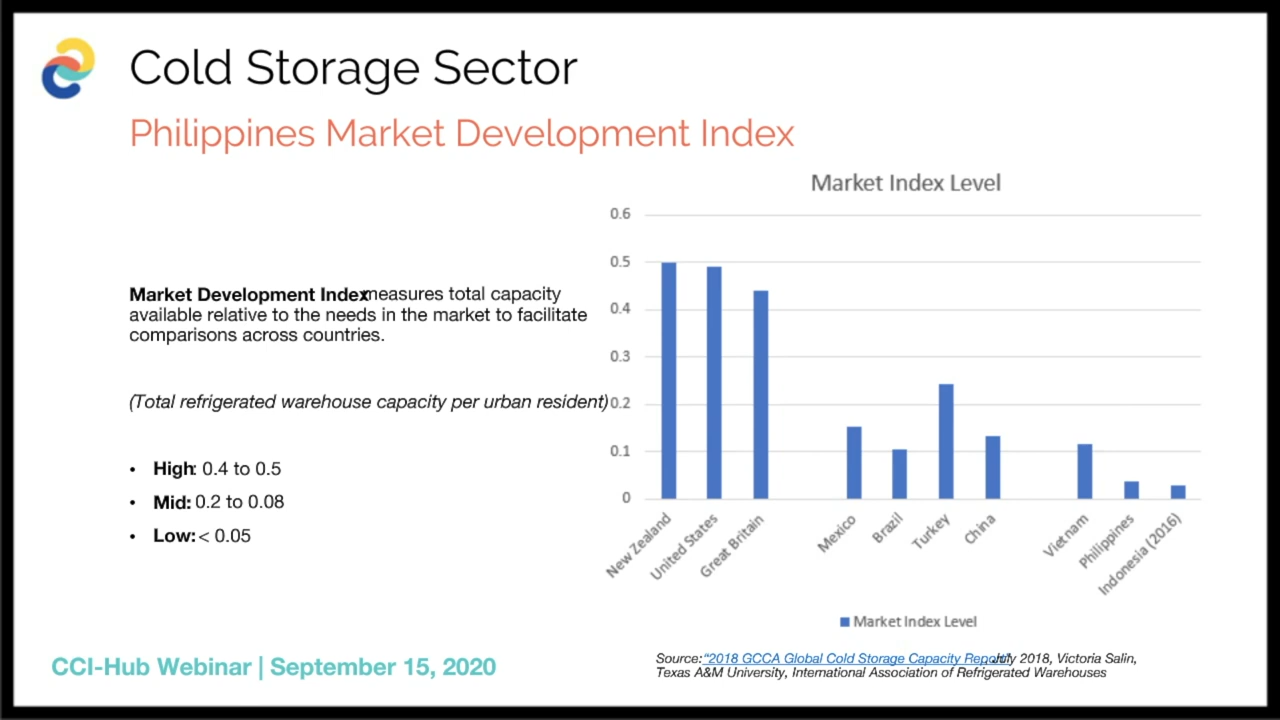 Cold Storage Sector
Philippines Market Development Index
Market Development Index measures total capacity
available relative to the needs in the market to facilitate
comparisons across countries.
(Total refrigerated warehouse capacity per urban resident)
• High: 0.4 to 0.5
• Mid: 0.2 to 0.08
• Low: < 0.05
Market Index Level
0.6
0.5
0.4
0.3
0.2
0.1
0
New Zealand
United States
Great Britain
Mexico
Brazil
Turkey
China
Vietnam
Philippines
Indonesia (2016)
Market Index Level
CCI-Hub Webinar | September 15, 2020
Source: "2018 GCCA Global Cold Storage Capacity Report", July 2018, Victoria Salin,
Texas A&M University, International Association of Refrigerated Warehouses